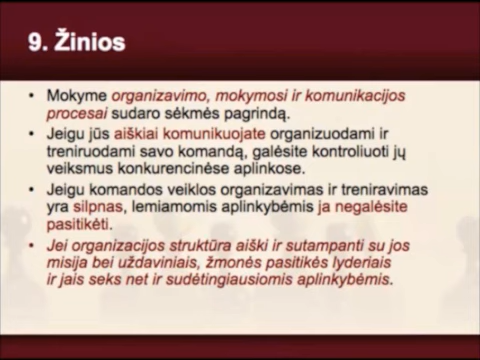 9. Žinios
• Mokyme organizavimo, mokymosi ir komunikacijos
procesai sudaro sėkmės pagrindą.
• Jeigu jūs aiškiai komunikuojate organizuodami ir
treniruodami savo komandą, galėsite kontroliuoti jų
veiksmus konkurencinėse aplinkose.
• Jeigu komandos veiklos organizavimas ir treniravimas
yra silpnas, lemiamomis aplinkybėmis ja negalėsite
pasitikėti.
• Jei organizacijos struktūra aiški ir sutampanti su jos
misija bei uždaviniais, žmonės pasitikės lyderiais
ir jais seks net ir sudėtingiausiomis aplinkybėmis.